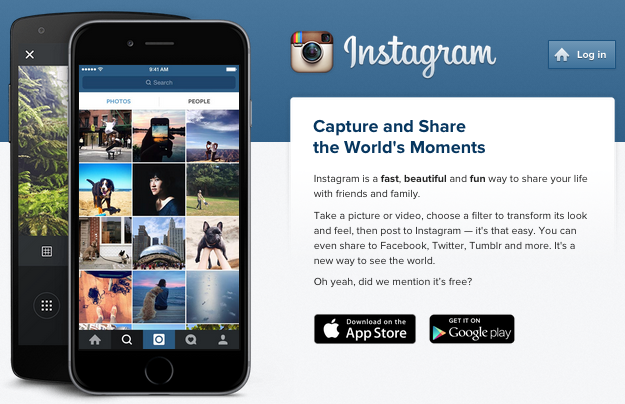 9:41 AM
Search
PHOTOS PEOPLE
Instagram
Log in
Capture and Share
the World's Moments
Instagram is a fast, beautiful and fun way to share your life
with friends and family.
Take a picture or video, choose a filter to transform its look
and feel, then post to Instagram — it's that easy. You can
even share to Facebook, Twitter, Tumblr and more. It's a
new way to see the world.
Oh yeah, did we mention it's free?
Download on the
App Store
GET IT ON
Google play